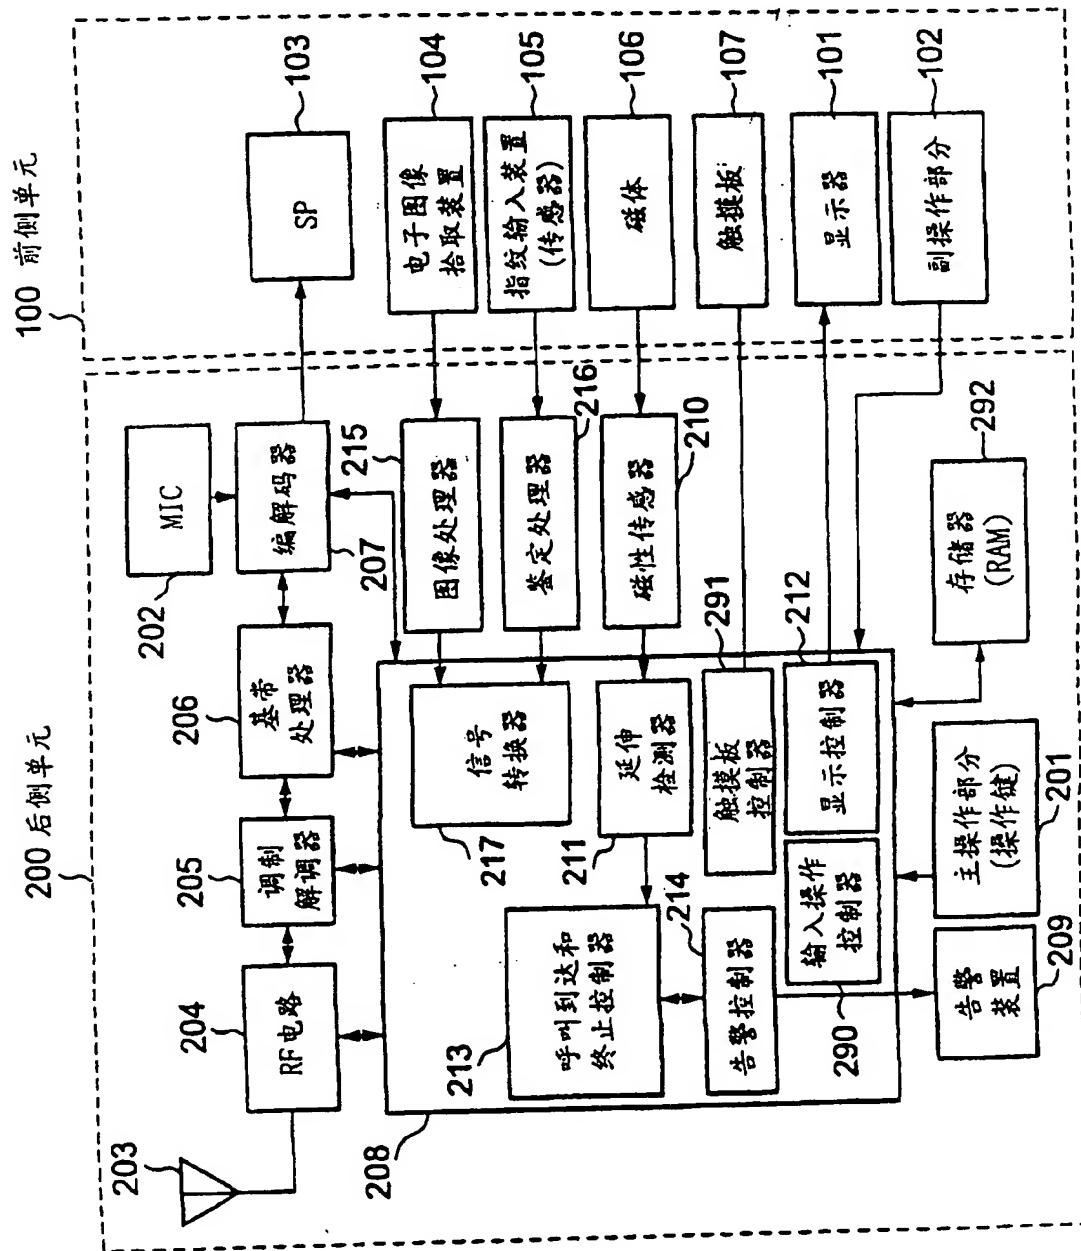 100 前侧单元
SP
103
电子图像
拾取装置
104
指纹输入装置
(传感器)
105
磁体
106
触摸板
107
显示器
101
副操作部分
102
200 后侧单元
203
RF电路
204
调制
解调器
205
基带
处理器
206
MIC
202
编解码器
207
图像处理器
215
鉴定处理器
216
磁性传感器
210
信号
转换器
217
延伸
检测器
211
触摸板
控制器
291
显示控制器
212
呼叫到达和
终止控制器
213
告警控制器
214
输入操作
控制器
290
208
告警
装置
209
主操作部分
(操作键)
201
存储器
(RAM)
292